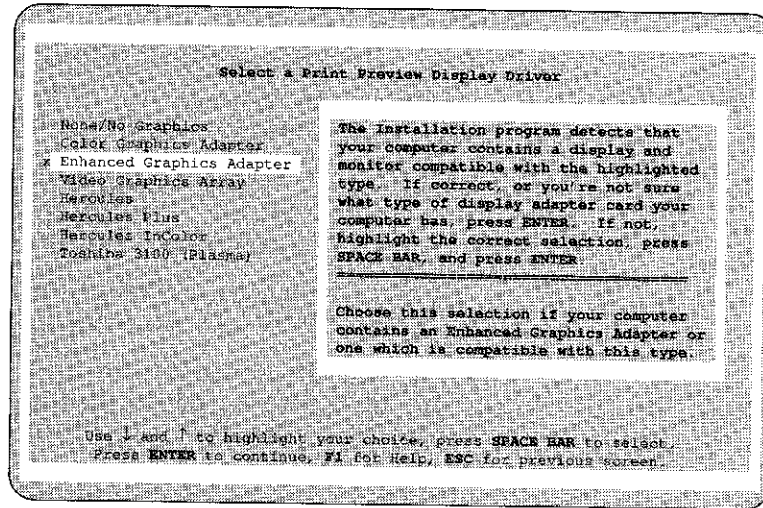 Select a Print Preview Display Driver
None/No Graphics
Color Graphics Adapter
x Enhanced Graphics Adapter
Video Graphics Array
Hercules
Hercules Plus
Hercules InColor
Toshiba 3100 (Plasma)
The Installation program detects that
your computer contains a display and
monitor compatible with the highlighted
type. If correct, or you're not sure
what type of display adapter card your
computer has, press ENTER. If not,
highlight the correct selection, press
SPACE BAR, and press ENTER
Choose this selection if your computer
contains an Enhanced Graphics Adapter or
one which is compatible with this type.
Use ↓ and ↑ to highlight your choice, press SPACE BAR to select.
Press ENTER to continue, F1 for Help, ESC for previous screen.